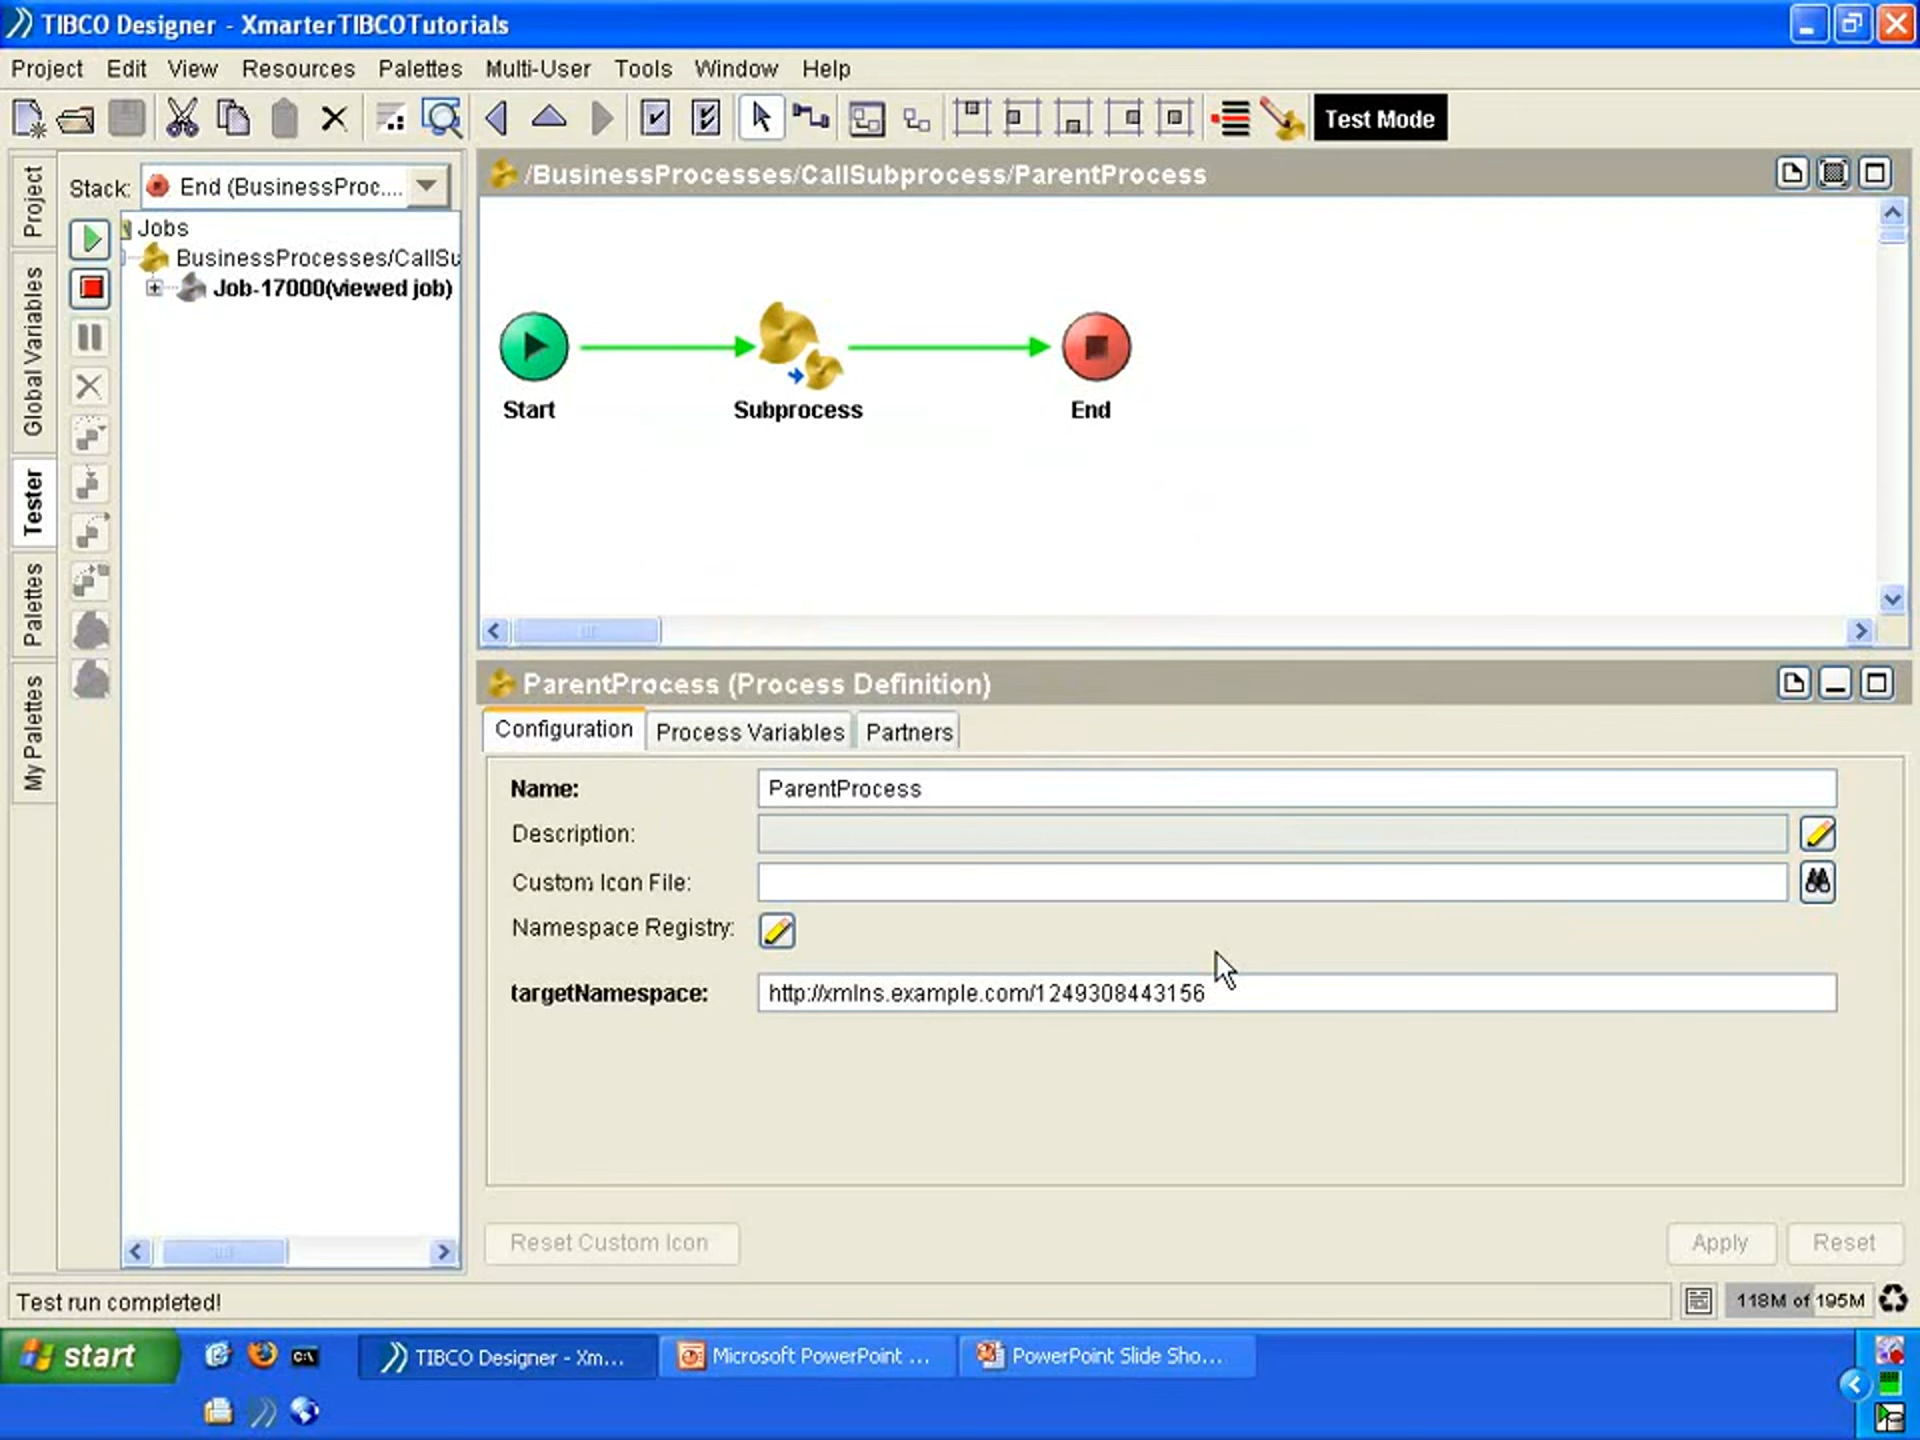 TIBCO Designer - XmarterTIBCOTutorials
Project Edit View Resources Palettes Multi-User Tools Window Help
Test Mode
Project
Global Variables
Tester
Palettes
My Palettes
Stack: End (BusinessProc....
Jobs
BusinessProcesses/CallSu
Job-17000(viewed job)
/BusinessProcesses/CallSubprocess/ParentProcess
Start
Subprocess
End
ParentProcess (Process Definition)
Configuration Process Variables Partners
Name: ParentProcess
Description:
Custom Icon File:
Namespace Registry:
targetNamespace: http://xmlns.example.com/1249308443156
Reset Custom Icon Apply Reset
Test run completed! 118M of 195M
start TIBCO Designer - Xm... Microsoft PowerPoint ... PowerPoint Slide Sho...